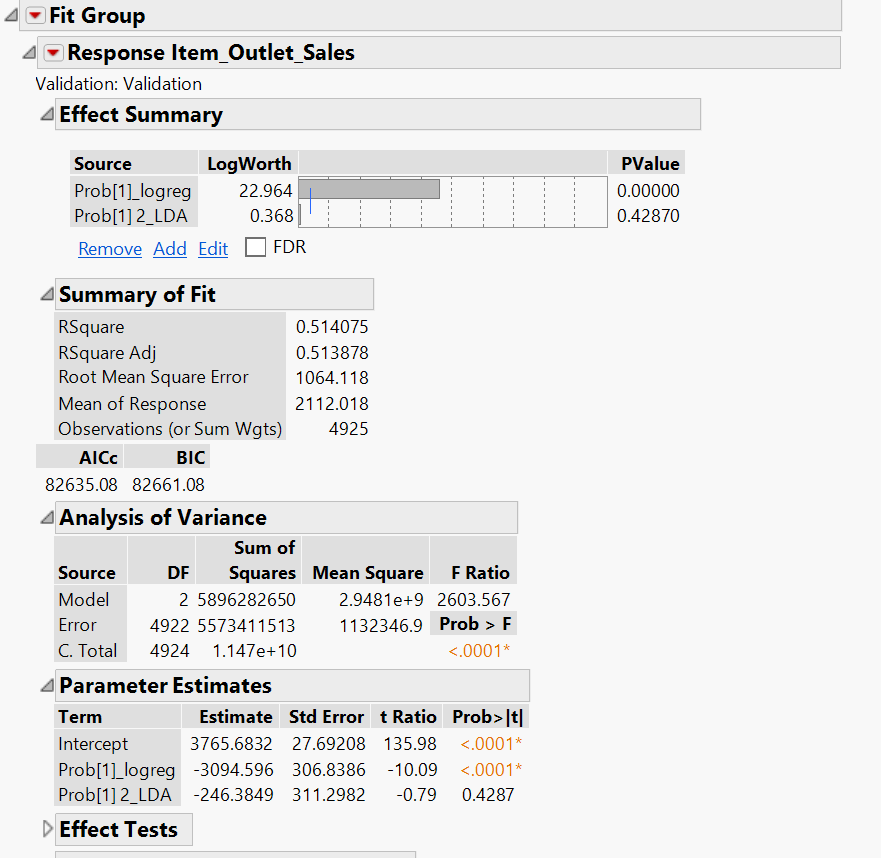 Fit Group
Response Item_Outlet_Sales
Validation: Validation
Effect Summary
Source LogWorth PValue
Prob[1]_logreg 22.964 0.00000
Prob[1] 2_LDA 0.368 0.42870
Remove Add Edit FDR
Summary of Fit
RSquare 0.514075
RSquare Adj 0.513878
Root Mean Square Error 1064.118
Mean of Response 2112.018
Observations (or Sum Wgts) 4925
AICc BIC
82635.08 82661.08
Analysis of Variance
Sum of
Source DF Squares Mean Square F Ratio
Model 2 5896282650 2.9481e+9 2603.567
Error 4922 5573411513 1132346.9 Prob > F
C. Total 4924 1.147e+10 <.0001*
Parameter Estimates
Term Estimate Std Error t Ratio Prob>|t|
Intercept 3765.6832 27.69208 135.98 <.0001*
Prob[1]_logreg -3094.596 306.8386 -10.09 <.0001*
Prob[1] 2_LDA -246.3849 311.2982 -0.79 0.4287
Effect Tests